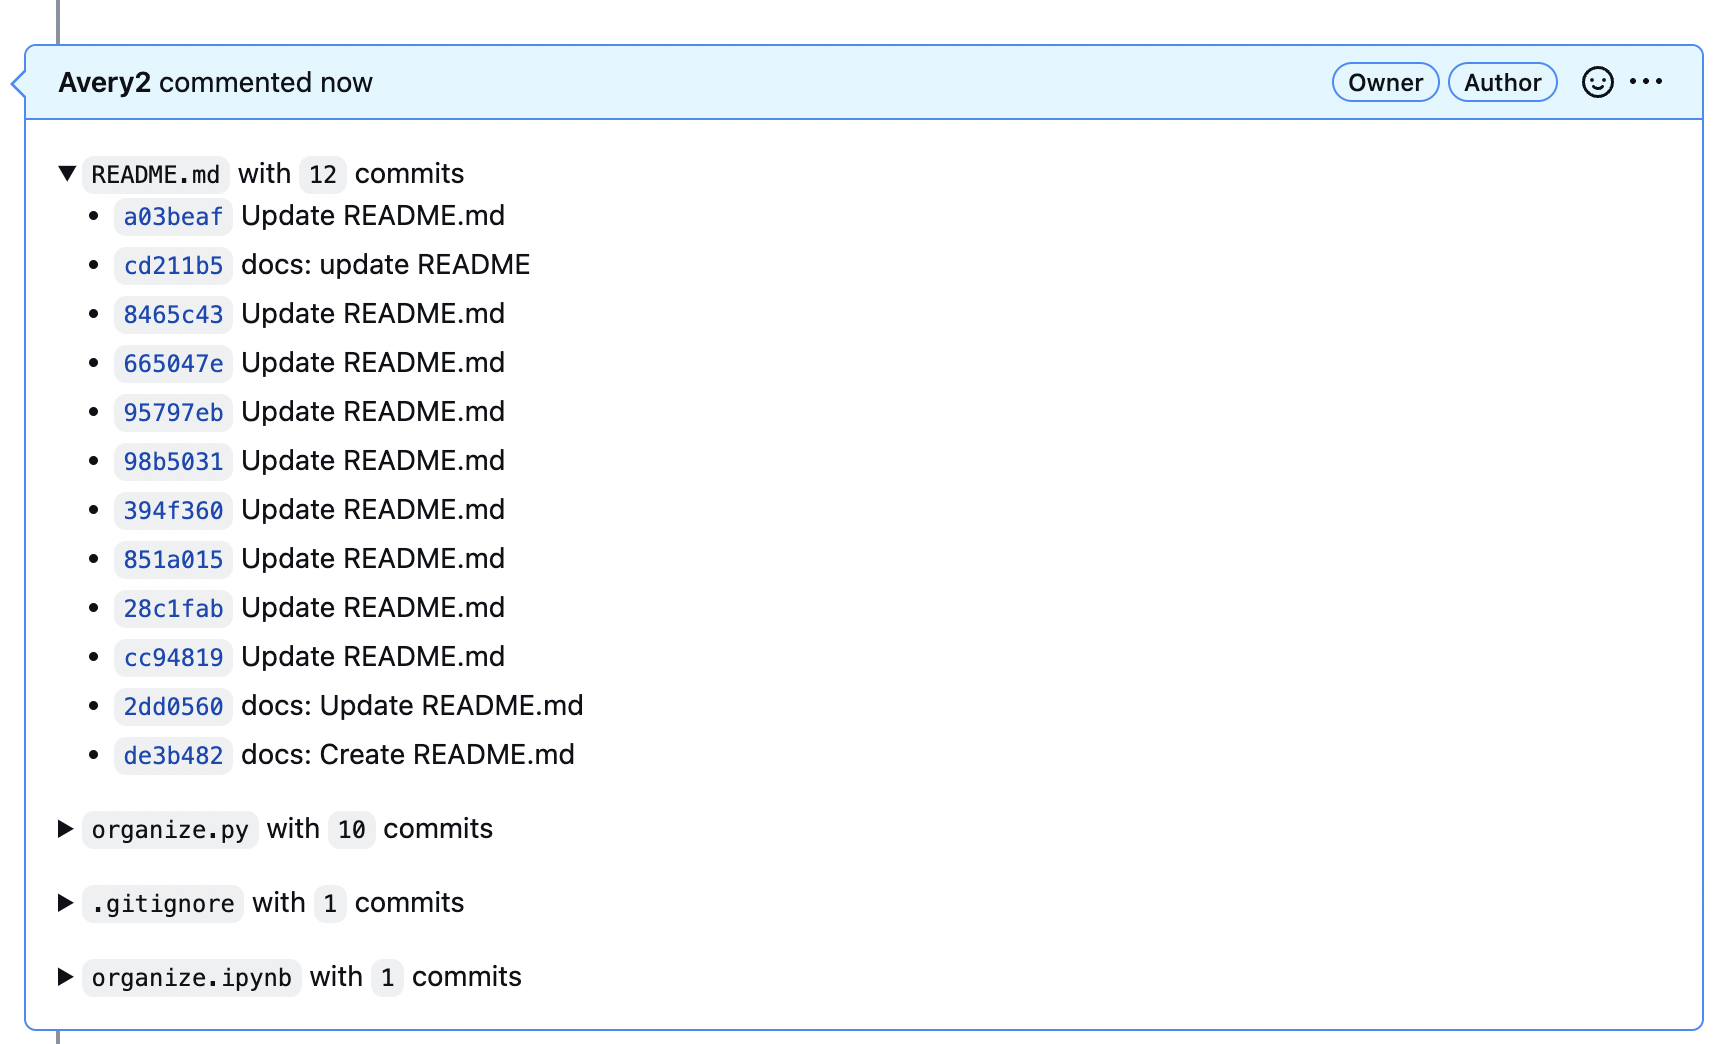 Avery2 commented now
Owner
Author
README.md with 12 commits
a03beaf Update README.md
cd211b5 docs: update README
8465c43 Update README.md
665047e Update README.md
95797eb Update README.md
98b5031 Update README.md
394f360 Update README.md
851a015 Update README.md
28c1fab Update README.md
cc94819 Update README.md
2dd0560 docs: Update README.md
de3b482 docs: Create README.md
organize.py with 10 commits
.gitignore with 1 commits
organize.ipynb with 1 commits